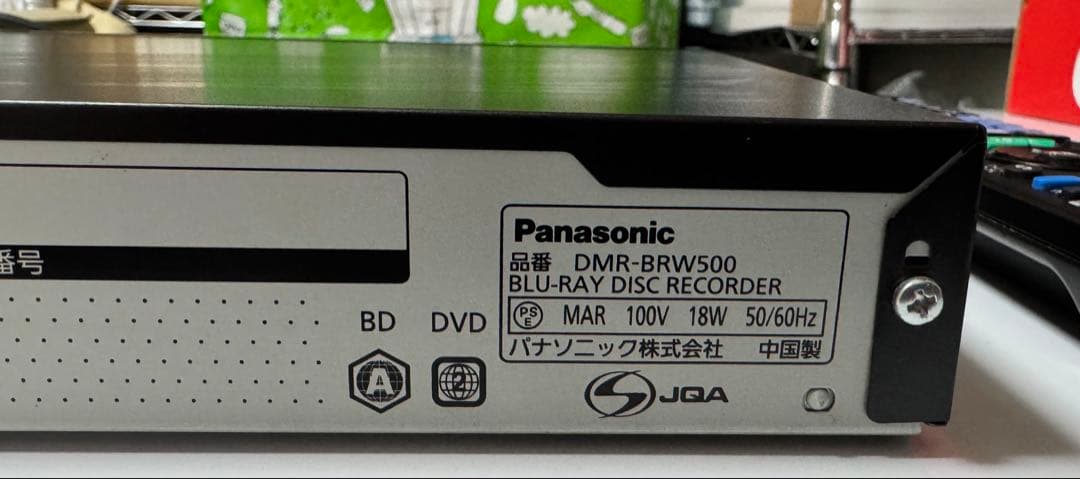 番号
BD
DVD
A
2
Panasonic
品番 DMR-BRW500
BLU-RAY DISC RECORDER
PS
E
MAR 100V 18W 50/60Hz
パナソニック株式会社 中国製
JQA